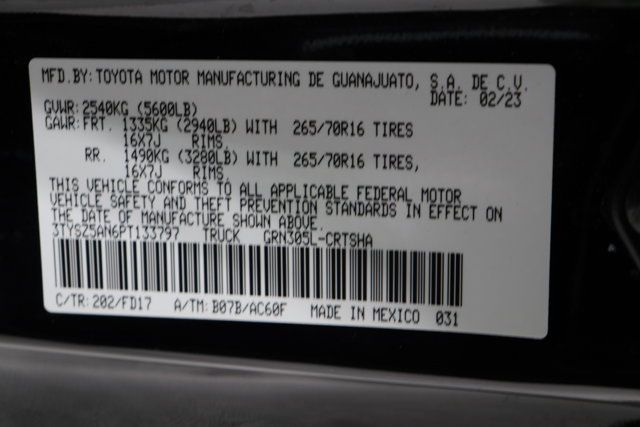 MFD.BY:TOYOTA MOTOR MANUFACTURING DE GUANAJUATO, S.A. DE C.V.
DATE: 02/23
GVWR:2540KG (5600LB)
GAWR:FRT. 1335KG (2940LB) WITH 265/70R16 TIRES
16X7J RIMS,
RR. 1490KG (3280LB) WITH 265/70R16 TIRES,
16X7J RIMS,
THIS VEHICLE CONFORMS TO ALL APPLICABLE FEDERAL MOTOR
VEHICLE SAFETY AND THEFT PREVENTION STANDARDS IN EFFECT ON
THE DATE OF MANUFACTURE SHOWN ABOVE.
3TYSZ5AN6PT133797 TRUCK GRN305L-CRTSHA
C/TR:202/FD17 A/TM:B07B/AC60F MADE IN MEXICO 031